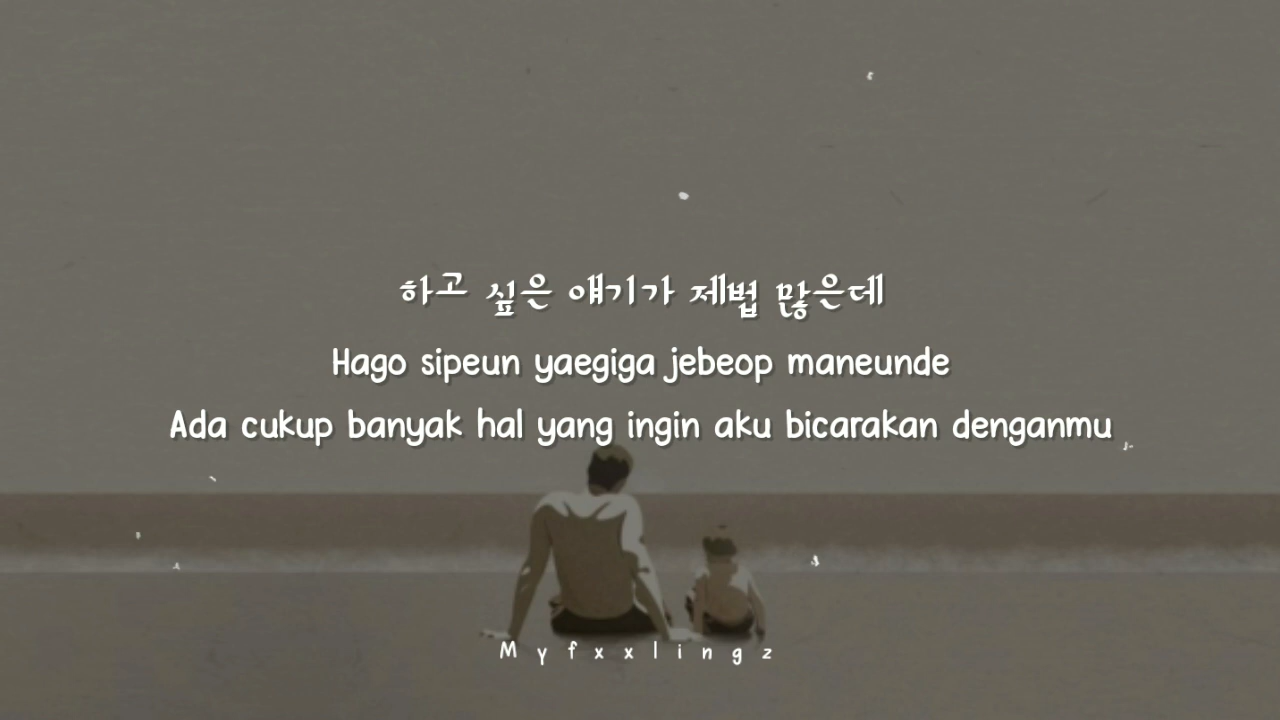 하고 싶은 얘기가 제법 많은데
Hago sipeun yaegiga jebeop maneunde
Ada cukup banyak hal yang ingin aku bicarakan denganmu
Myfxxlingz